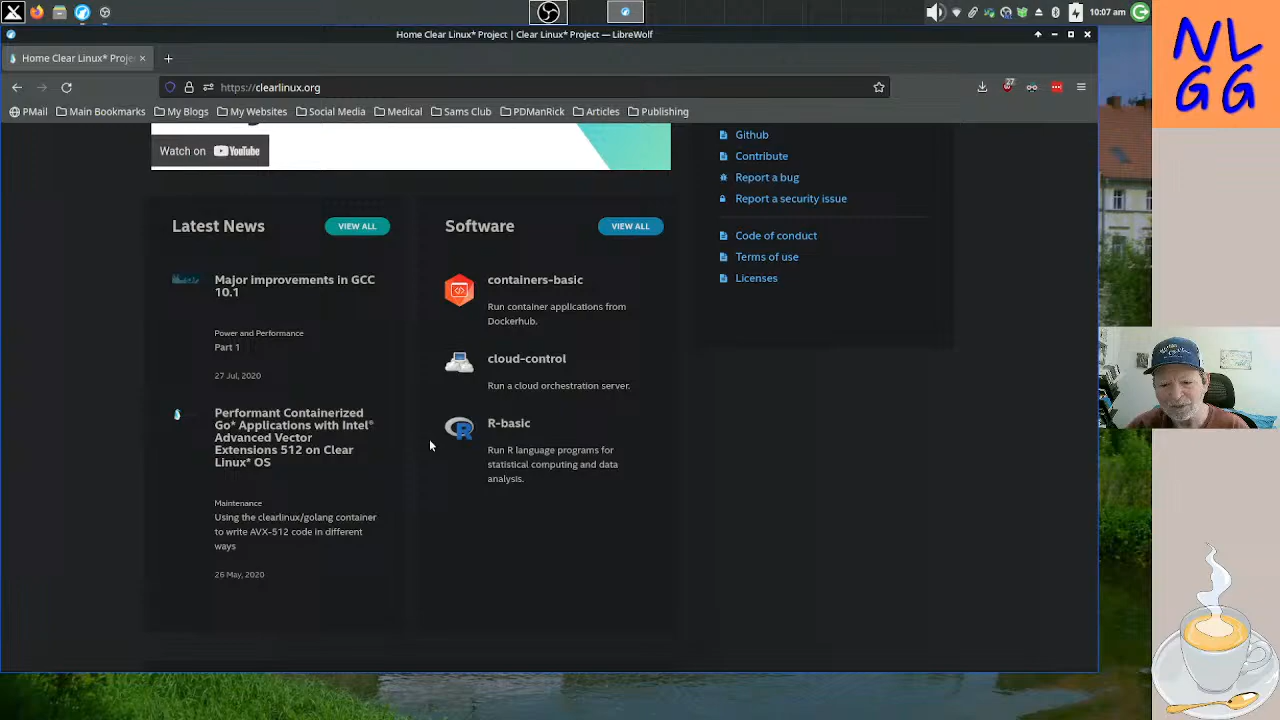 10:07 am
Home Clear Linux* Project | Clear Linux* Project — LibreWolf
Home Clear Linux* Proje
https://clearlinux.org
27
PMail Main Bookmarks My Blogs My Websites Social Media Medical Sams Club PDManRick Articles Publishing
Watch on YouTube
Latest News
VIEW ALL
Major improvements in GCC
10.1
Power and Performance
Part 1
27 Jul, 2020
Performant Containerized
Go* Applications with Intel®
Advanced Vector
Extensions 512 on Clear
Linux* OS
Maintenance
Using the clearlinux/golang container
to write AVX-512 code in different
ways
26 May, 2020
Software
VIEW ALL
containers-basic
Run container applications from
Dockerhub.
cloud-control
Run a cloud orchestration server.
R
R-basic
Run R language programs for
statistical computing and data
analysis.
Github
Contribute
Report a bug
Report a security issue
Code of conduct
Terms of use
Licenses
NL
GG